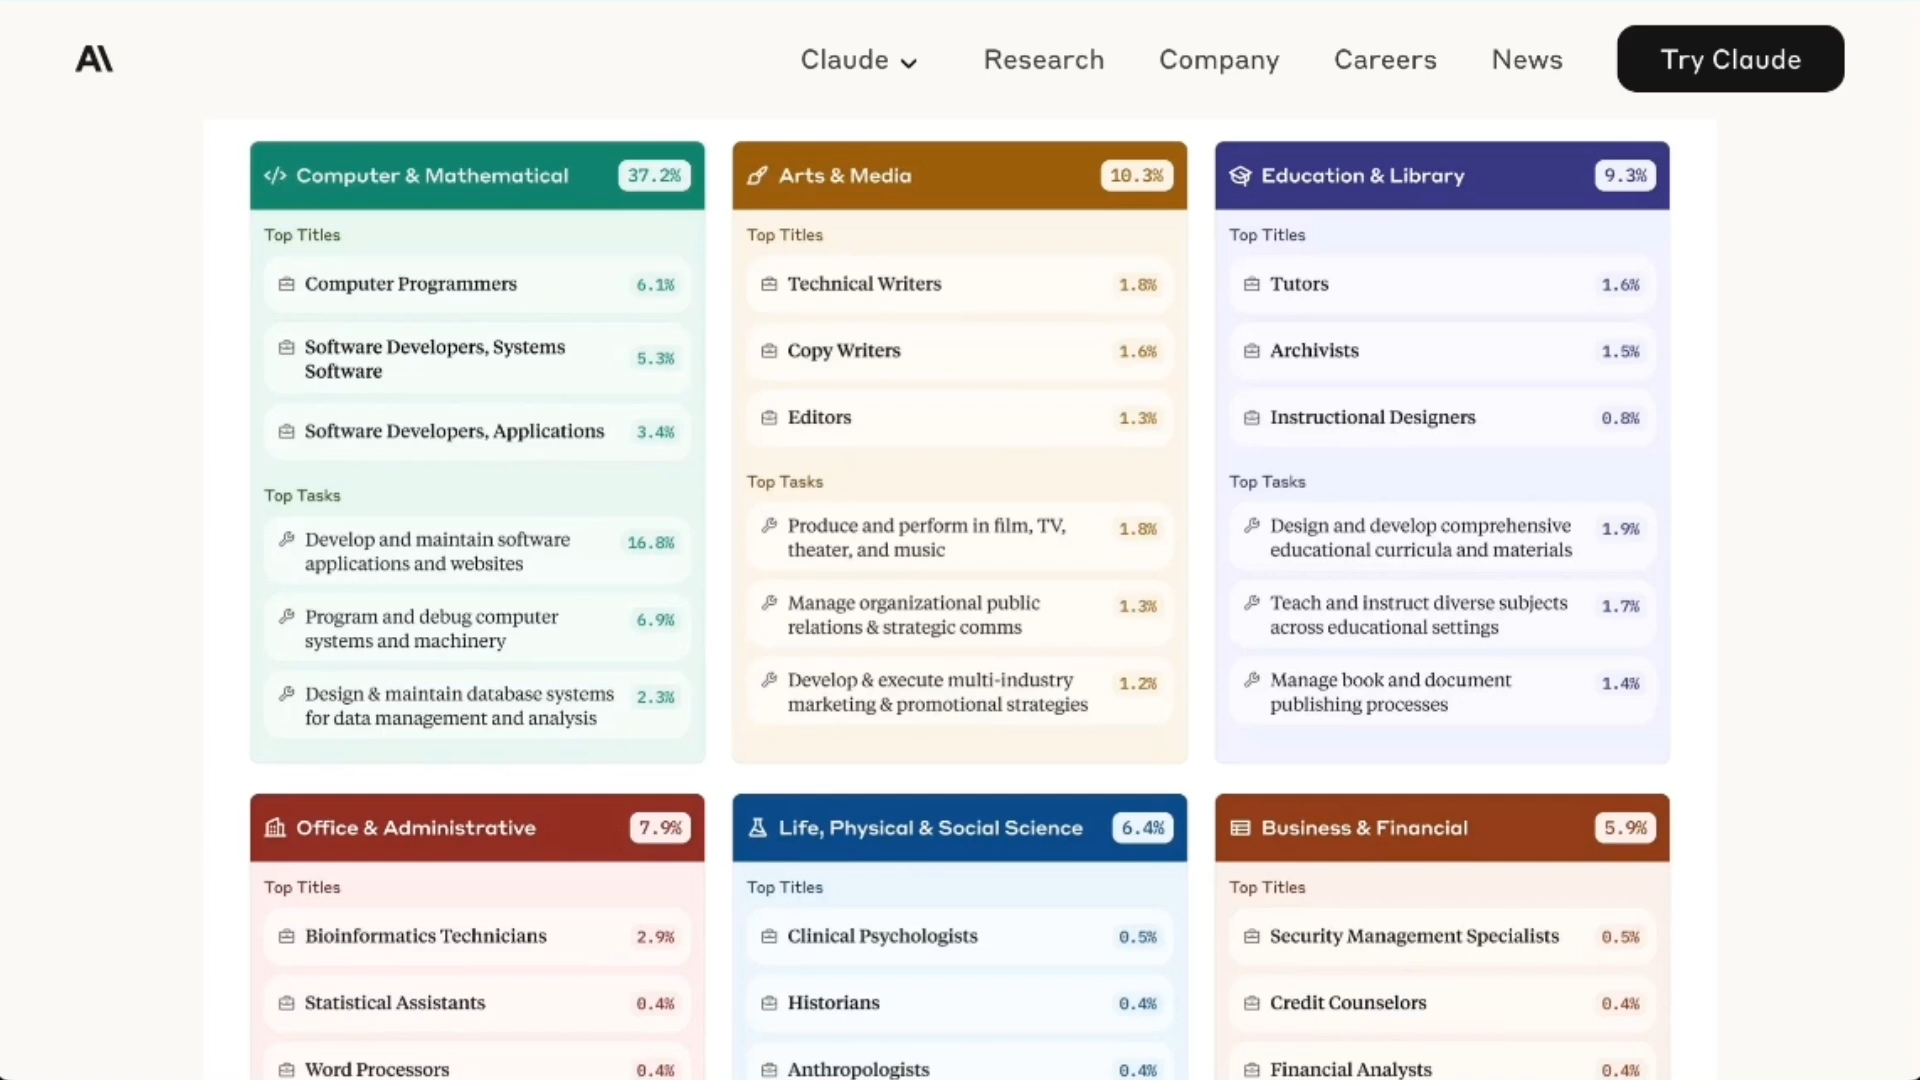 A\
Claude
Research
Company
Careers
News
Try Claude
</> Computer & Mathematical 37.2%
Top Titles
Computer Programmers 6.1%
Software Developers, Systems
Software 5.3%
Software Developers, Applications 3.4%
Top Tasks
Develop and maintain software
applications and websites 16.8%
Program and debug computer
systems and machinery 6.9%
Design & maintain database systems
for data management and analysis 2.3%
Arts & Media 10.3%
Top Titles
Technical Writers 1.8%
Copy Writers 1.6%
Editors 1.3%
Top Tasks
Produce and perform in film, TV,
theater, and music 1.8%
Manage organizational public
relations & strategic comms 1.3%
Develop & execute multi-industry
marketing & promotional strategies 1.2%
Education & Library 9.3%
Top Titles
Tutors 1.6%
Archivists 1.5%
Instructional Designers 0.8%
Top Tasks
Design and develop comprehensive
educational curricula and materials 1.9%
Teach and instruct diverse subjects
across educational settings 1.7%
Manage book and document
publishing processes 1.4%
Office & Administrative 7.9%
Top Titles
Bioinformatics Technicians 2.9%
Statistical Assistants 0.4%
Word Processors 0.4%
Life, Physical & Social Science 6.4%
Top Titles
Clinical Psychologists 0.5%
Historians 0.4%
Anthropologists 0.4%
Business & Financial 5.9%
Top Titles
Security Management Specialists 0.5%
Credit Counselors 0.4%
Financial Analysts 0.4%